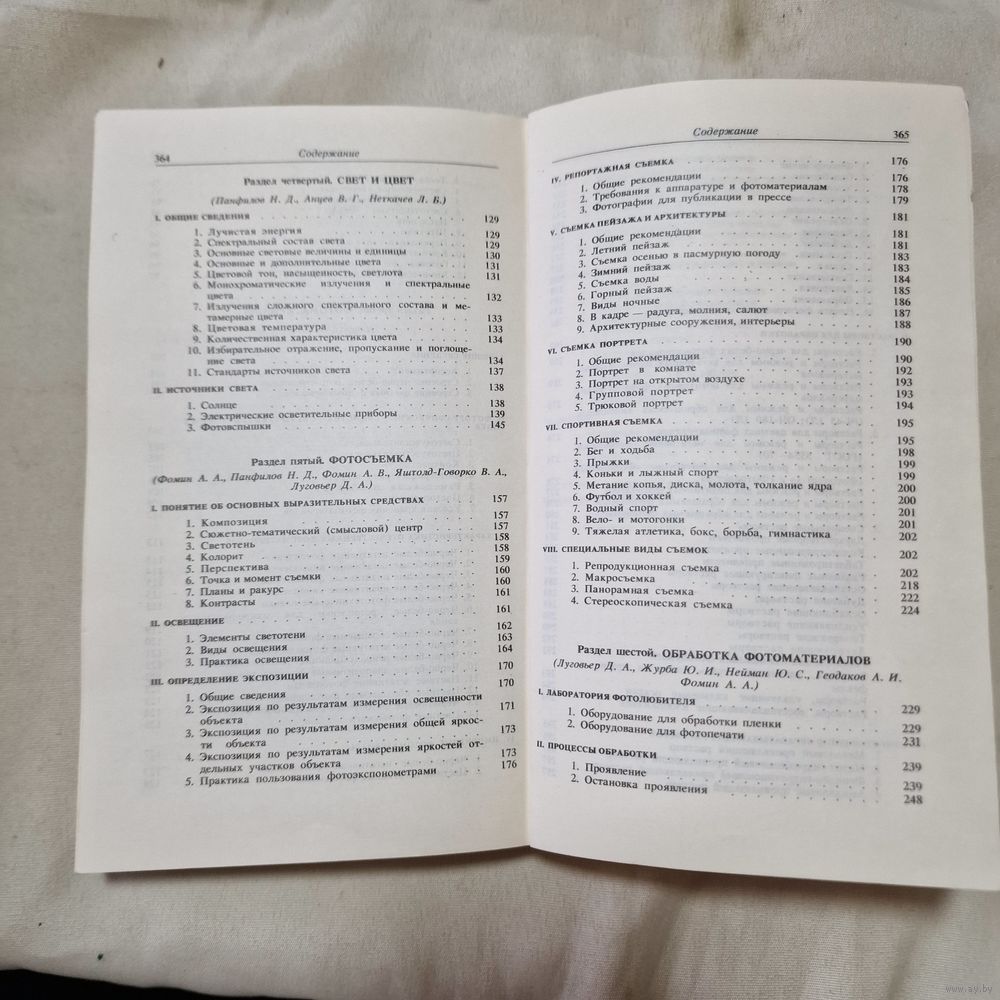 364
Содержание
Раздел четвертый. СВЕТ И ЦВЕТ
(Панфилов Н. Д., Анцев В. Г., Неткачев Л. Б.)
I. ОБЩИЕ СВЕДЕНИЯ 129
1. Лучистая энергия 129
2. Спектральный состав света 129
3. Основные световые величины и единицы 130
4. Основные и дополнительные цвета 131
5. Цветовой тон, насыщенность, светлота 131
6. Монохроматические излучения и спектральные
цвета 132
7. Излучения сложного спектрального состава и ме-
тамерные цвета 133
8. Цветовая температура 133
9. Количественная характеристика цвета 134
10. Избирательное отражение, пропускание и поглоще-
ние света 134
11. Стандарты источников света 137
II. ИСТОЧНИКИ СВЕТА 138
1. Солнце 138
2. Электрические осветительные приборы 139
3. Фотовспышки 145
Раздел пятый. ФОТОСЪЕМКА
(Фомин А. А., Панфилов Н. Д., Фомин А. В., Яштолд-Говорко В. А.,
Луговьер Д. А.)
I. ПОНЯТИЕ ОБ ОСНОВНЫХ ВЫРАЗИТЕЛЬНЫХ СРЕДСТВАХ 157
1. Композиция 157
2. Сюжетно-тематический (смысловой) центр 157
3. Светотень 158
4. Колорит 158
5. Перспектива 159
6. Точка и момент съемки 160
7. Планы и ракурс 160
8. Контрасты 161
II. ОСВЕЩЕНИЕ 161
1. Элементы светотени 162
2. Виды освещения 163
3. Практика освещения 164
III. ОПРЕДЕЛЕНИЕ ЭКСПОЗИЦИИ 170
1. Общие сведения 170
2. Экспозиция по результатам измерения освещенности
объекта 171
3. Экспозиция по результатам измерения общей яркос-
ти объекта 173
4. Экспозиция по результатам измерения яркостей от-
дельных участков объекта 173
5. Практика пользования фотоэкспонометрами 176
Содержание
365
IV. РЕПОРТАЖНАЯ СЪЕМКА 176
1. Общие рекомендации 176
2. Требования к аппаратуре и фотоматериалам 178
3. Фотографии для публикации в прессе 179
V. СЪЕМКА ПЕЙЗАЖА И АРХИТЕКТУРЫ 181
1. Общие рекомендации 181
2. Летний пейзаж 181
3. Съемка осенью в пасмурную погоду 183
4. Зимний пейзаж 183
5. Съемка воды 184
6. Горный пейзаж 185
7. Виды ночные 186
8. В кадре — радуга, молния, салют 187
9. Архитектурные сооружения, интерьеры 188
VI. СЪЕМКА ПОРТРЕТА 190
1. Общие рекомендации 190
2. Портрет в комнате 192
3. Портрет на открытом воздухе 193
4. Групповой портрет 193
5. Трюковой портрет 194
VII. СПОРТИВНАЯ СЪЕМКА 195
1. Общие рекомендации 195
2. Бег и ходьба 198
3. Прыжки 199
4. Коньки и лыжный спорт 199
5. Метание копья, диска, молота, толкание ядра 200
6. Футбол и хоккей 200
7. Водный спорт 201
8. Вело- и мотогонки 201
9. Тяжелая атлетика, бокс, борьба, гимнастика 202
VIII. СПЕЦИАЛЬНЫЕ ВИДЫ СЪЕМОК 202
1. Репродукционная съемка 202
2. Макросъемка 218
3. Панорамная съемка 222
4. Стереоскопическая съемка 224
Раздел шестой. ОБРАБОТКА ФОТОМАТЕРИАЛОВ
(Луговьер Д. А., Журба Ю. И., Нейман Ю. С., Геодаков А. И.
Фомин А. А.)
I. ЛАБОРАТОРИЯ ФОТОЛЮБИТЕЛЯ 229
1. Оборудование для обработки пленки 229
2. Оборудование для фотопечати 231
II. ПРОЦЕССЫ ОБРАБОТКИ 239
1. Проявление 239
2. Остановка проявления 248
www.ay.by